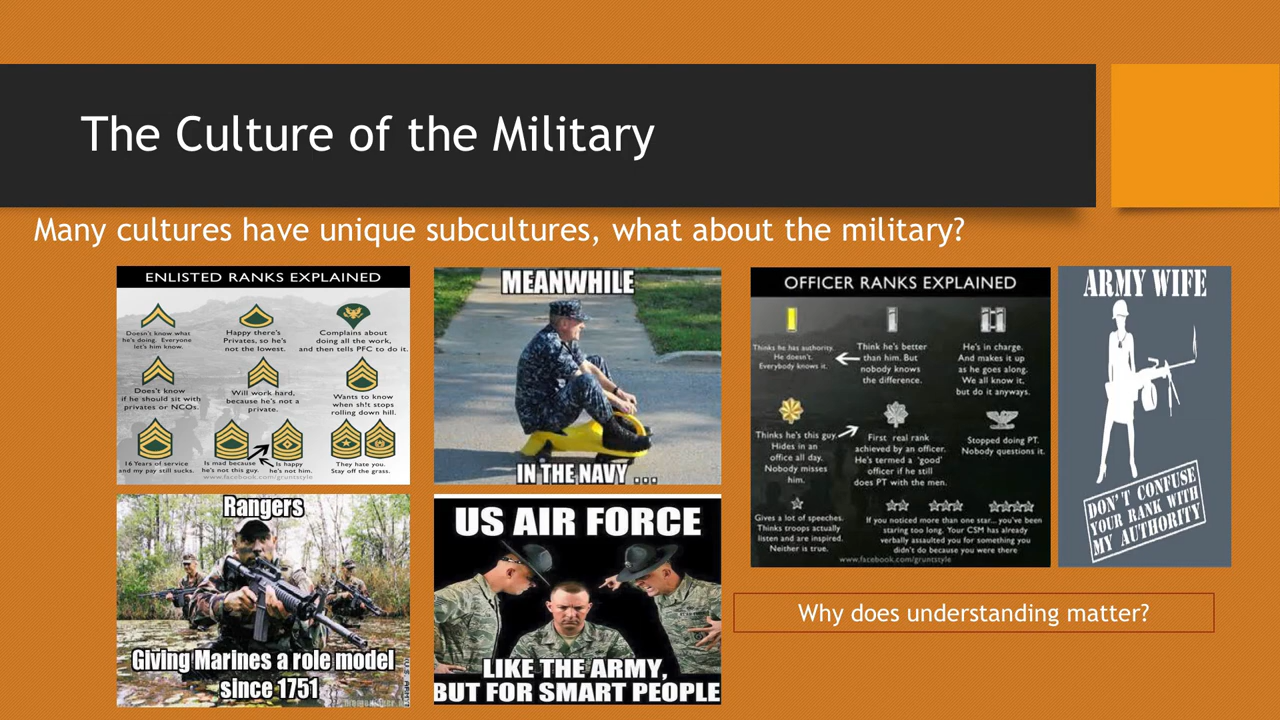 The Culture of the Military
Many cultures have unique subcultures, what about the military?
ENLISTED RANKS EXPLAINED
Doesn't know what
he's doing. Everyone
let's him know.
Happy there's
Privates, so he's
not the lowest.
Complains about
doing all the work,
and then tells PFC to do it.
Does't know
if he should sit with
privates or NCOs.
Will work hard,
because he's not a
private.
Wants to know
when sh!t stops
rolling down hill.
16 Years of service
and my pay still sucks.
Is mad because
he's not this guy.
Is happy
he's not him.
They hate you.
Stay off the grass.
www.facebook.com/gruntstyle
MEANWHILE
IN THE NAVY ...
OFFICER RANKS EXPLAINED
Thinks he has authority.
He doesn't.
Everybody knows it.
Think he's better
than him. But
nobody knows
the difference.
He's in charge.
And makes it up
as he goes along.
We all know it,
but do it anyways.
Thinks he's this guy.
Hides in an
office all day.
Nobody misses
him.
First real rank
achieved by an officer.
He's termed a 'good'
officer if he still
does PT with the men.
Stopped doing PT.
Nobody questions it.
Gives a lot of speeches.
Thinks troops actually
listen and are inspired.
Neither is true.
If you noticed more than one star... you've been
staring too long. Your CSM has already
verbally assaulted you for something you
didn't do because you were there
www.facebook.com/gruntstyle
ARMY WIFE
DON'T CONFUSE
YOUR RANK WITH
MY AUTHORITY
Rangers
Giving Marines a role model
since 1751
US AIR FORCE
LIKE THE ARMY,
BUT FOR SMART PEOPLE
Why does understanding matter?